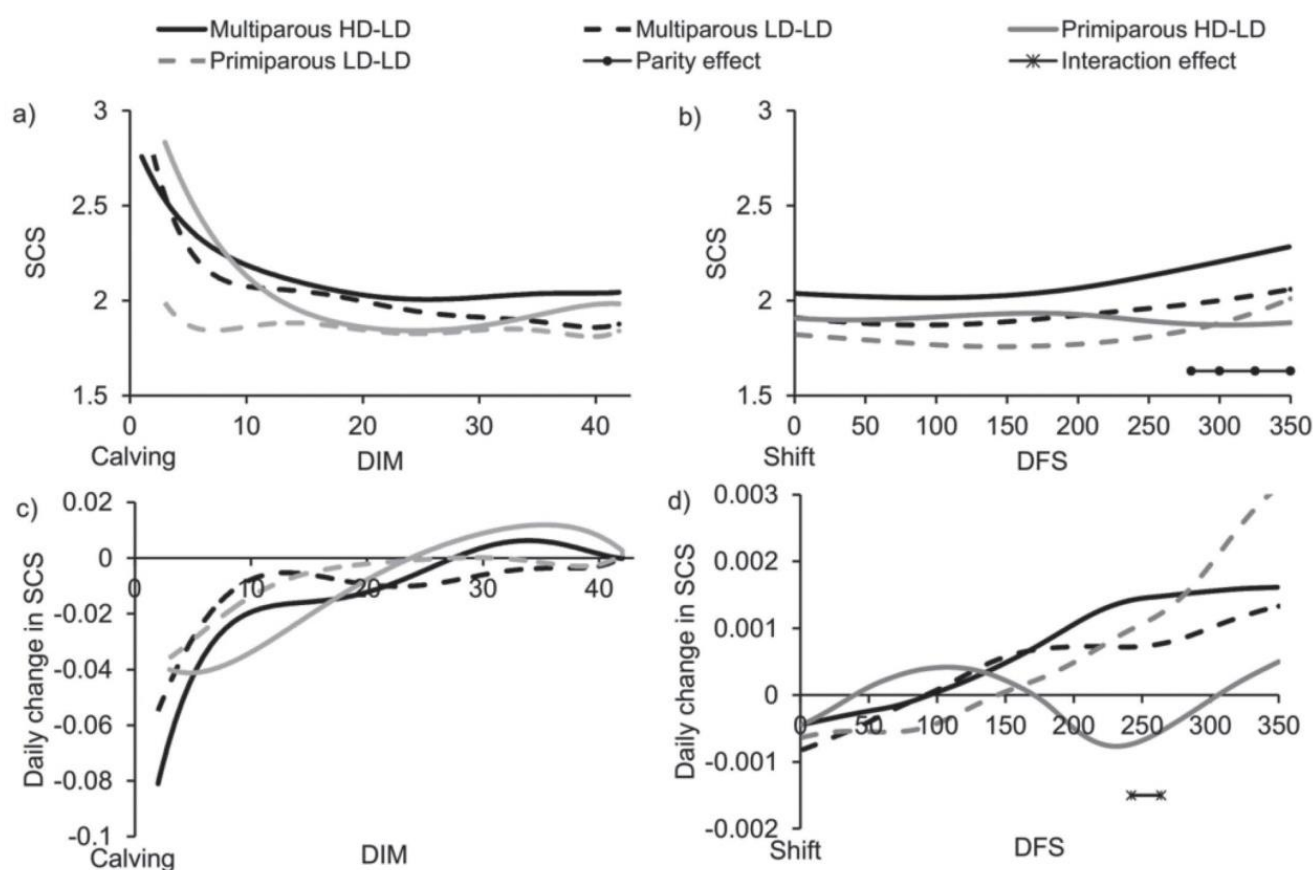 Multiparous HD-LD Multiparous LD-LD Primiparous HD-LD
Primiparous LD-LD Parity effect Interaction effect
a)
3
2.5
SCS
2
1.5
0 10 20 30 40
Calving DIM
b)
3
2.5
SCS
2
1.5
0 50 100 150 200 250 300 350
Shift DFS
c)
0.02
0
-0.02
-0.04
-0.06
-0.08
-0.1
Daily change in SCS
0 10 20 30 40
Calving DIM
d)
0.003
0.002
0.001
0
-0.001
-0.002
Daily change in SCS
0 50 100 150 200 250 300 350
Shift DFS